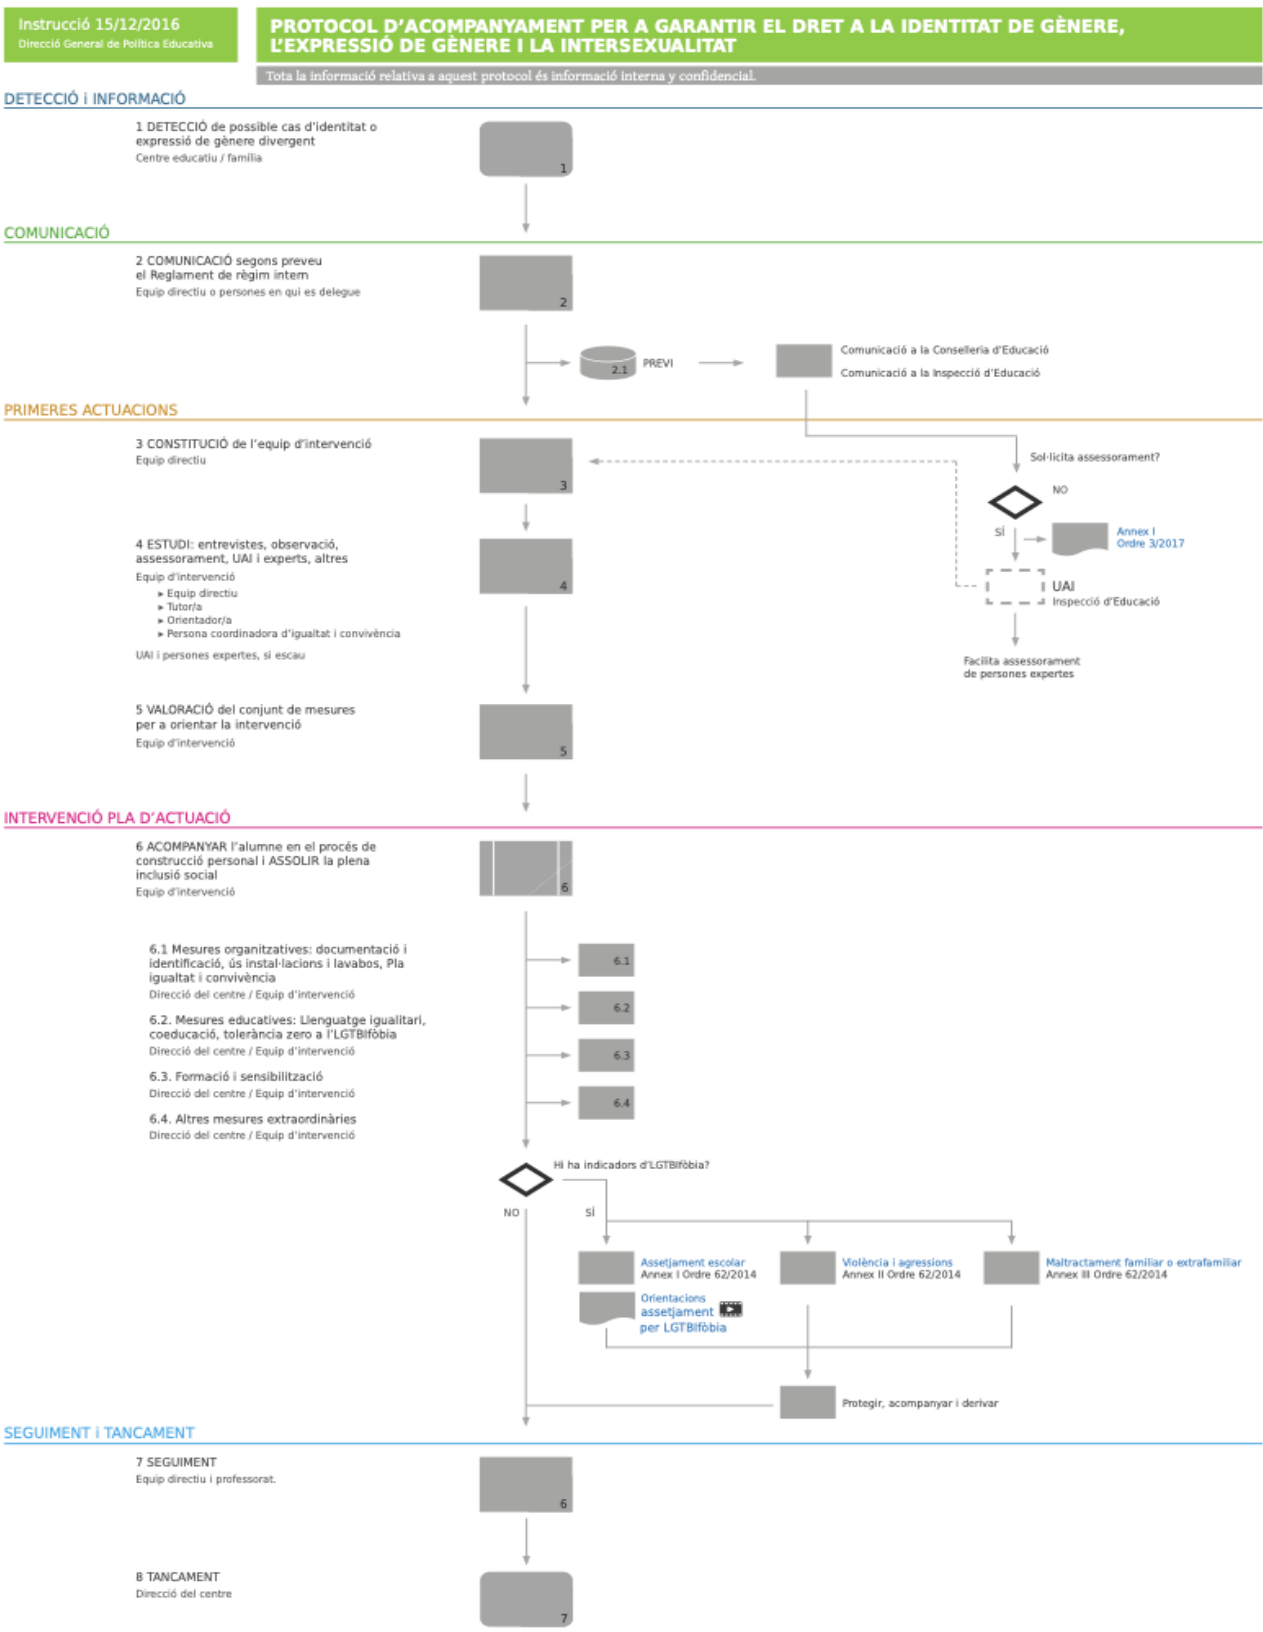 Instrucció 15/12/2016
Direcció General de Política Educativa
PROTOCOL D'ACOMPANYAMENT PER A GARANTIR EL DRET A LA IDENTITAT DE GÈNERE,
L'EXPRESSIÓ DE GÈNERE I LA INTERSEXUALITAT
Tota la informació relativa a aquest protocol és informació interna y confidencial.
DETECCIÓ i INFORMACIÓ
1 DETECCIÓ de possible cas d'identitat o
expressió de gènere divergent
Centre educatiu / família
1
COMUNICACIÓ
2 COMUNICACIÓ segons preveu
el Reglament de règim intern
Equip directiu o persones en qui es delegue
2
2.1
PREVI
Comunicació a la Conselleria d'Educació
Comunicació a la Inspecció d'Educació
PRIMERES ACTUACIONS
3 CONSTITUCIÓ de l'equip d'intervenció
Equip directiu
3
Sol·licita assessorament?
NO
SÍ
Annex I
Ordre 3/2017
UAI
Inspecció d'Educació
Facilita assessorament
de persones expertes
4 ESTUDI: entrevistes, observació,
assessorament, UAI i experts, altres
Equip d'intervenció
▸ Equip directiu
▸ Tutor/a
▸ Orientador/a
▸ Persona coordinadora d'igualtat i convivència
UAI i persones expertes, si escau
4
5 VALORACIÓ del conjunt de mesures
per a orientar la intervenció
Equip d'intervenció
5
INTERVENCIÓ PLA D'ACTUACIÓ
6 ACOMPANYAR l'alumne en el procés de
construcció personal i ASSOLIR la plena
inclusió social
Equip d'intervenció
6
6.1 Mesures organitzatives: documentació i
identificació, ús instal·lacions i lavabos, Pla
igualtat i convivència
Direcció del centre / Equip d'intervenció
6.1
6.2. Mesures educatives: Llenguatge igualitari,
coeducació, tolerància zero a l'LGTBIfòbia
Direcció del centre / Equip d'intervenció
6.2
6.3. Formació i sensibilització
Direcció del centre / Equip d'intervenció
6.3
6.4. Altres mesures extraordinàries
Direcció del centre / Equip d'intervenció
6.4
Hi ha indicadors d'LGTBIfòbia?
NO
SÍ
Assetjament escolar
Annex I Ordre 62/2014
Orientacions
assetjament
per LGTBIfòbia
Violència i agressions
Annex II Ordre 62/2014
Maltractament familiar o extrafamiliar
Annex III Ordre 62/2014
Protegir, acompanyar i derivar
SEGUIMENT i TANCAMENT
7 SEGUIMENT
Equip directiu i professorat.
6
8 TANCAMENT
Direcció del centre
7